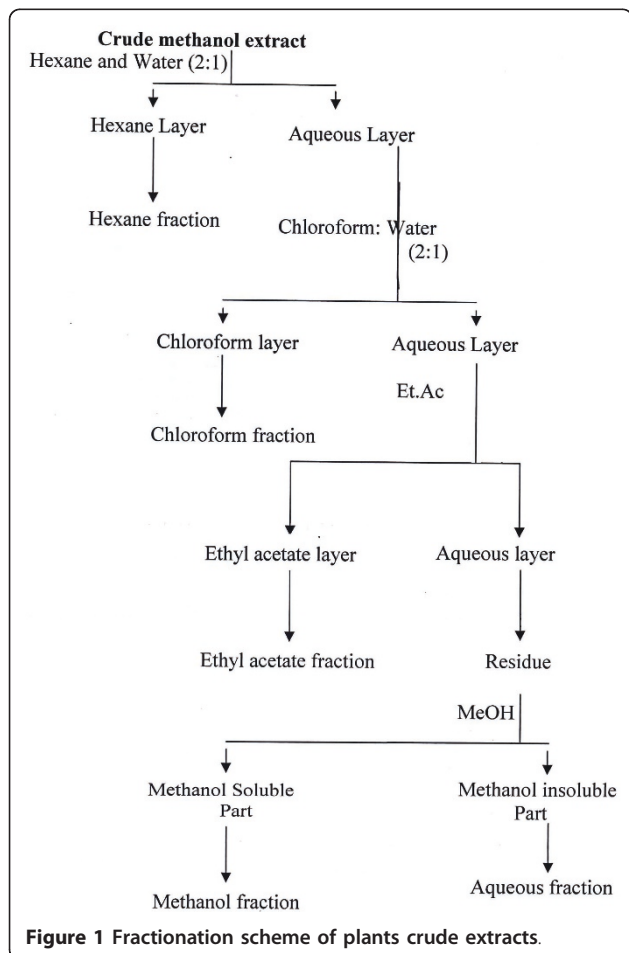 Crude methanol extract
Hexane and Water (2:1)
Hexane Layer
Aqueous Layer
Hexane fraction
Chloroform: Water
(2:1)
Chloroform layer
Aqueous Layer
Et.Ac
Chloroform fraction
Ethyl acetate layer
Aqueous layer
Ethyl acetate fraction
Residue
MeOH
Methanol Soluble
Part
Methanol insoluble
Part
Methanol fraction
Aqueous fraction
Figure 1 Fractionation scheme of plants crude extracts.